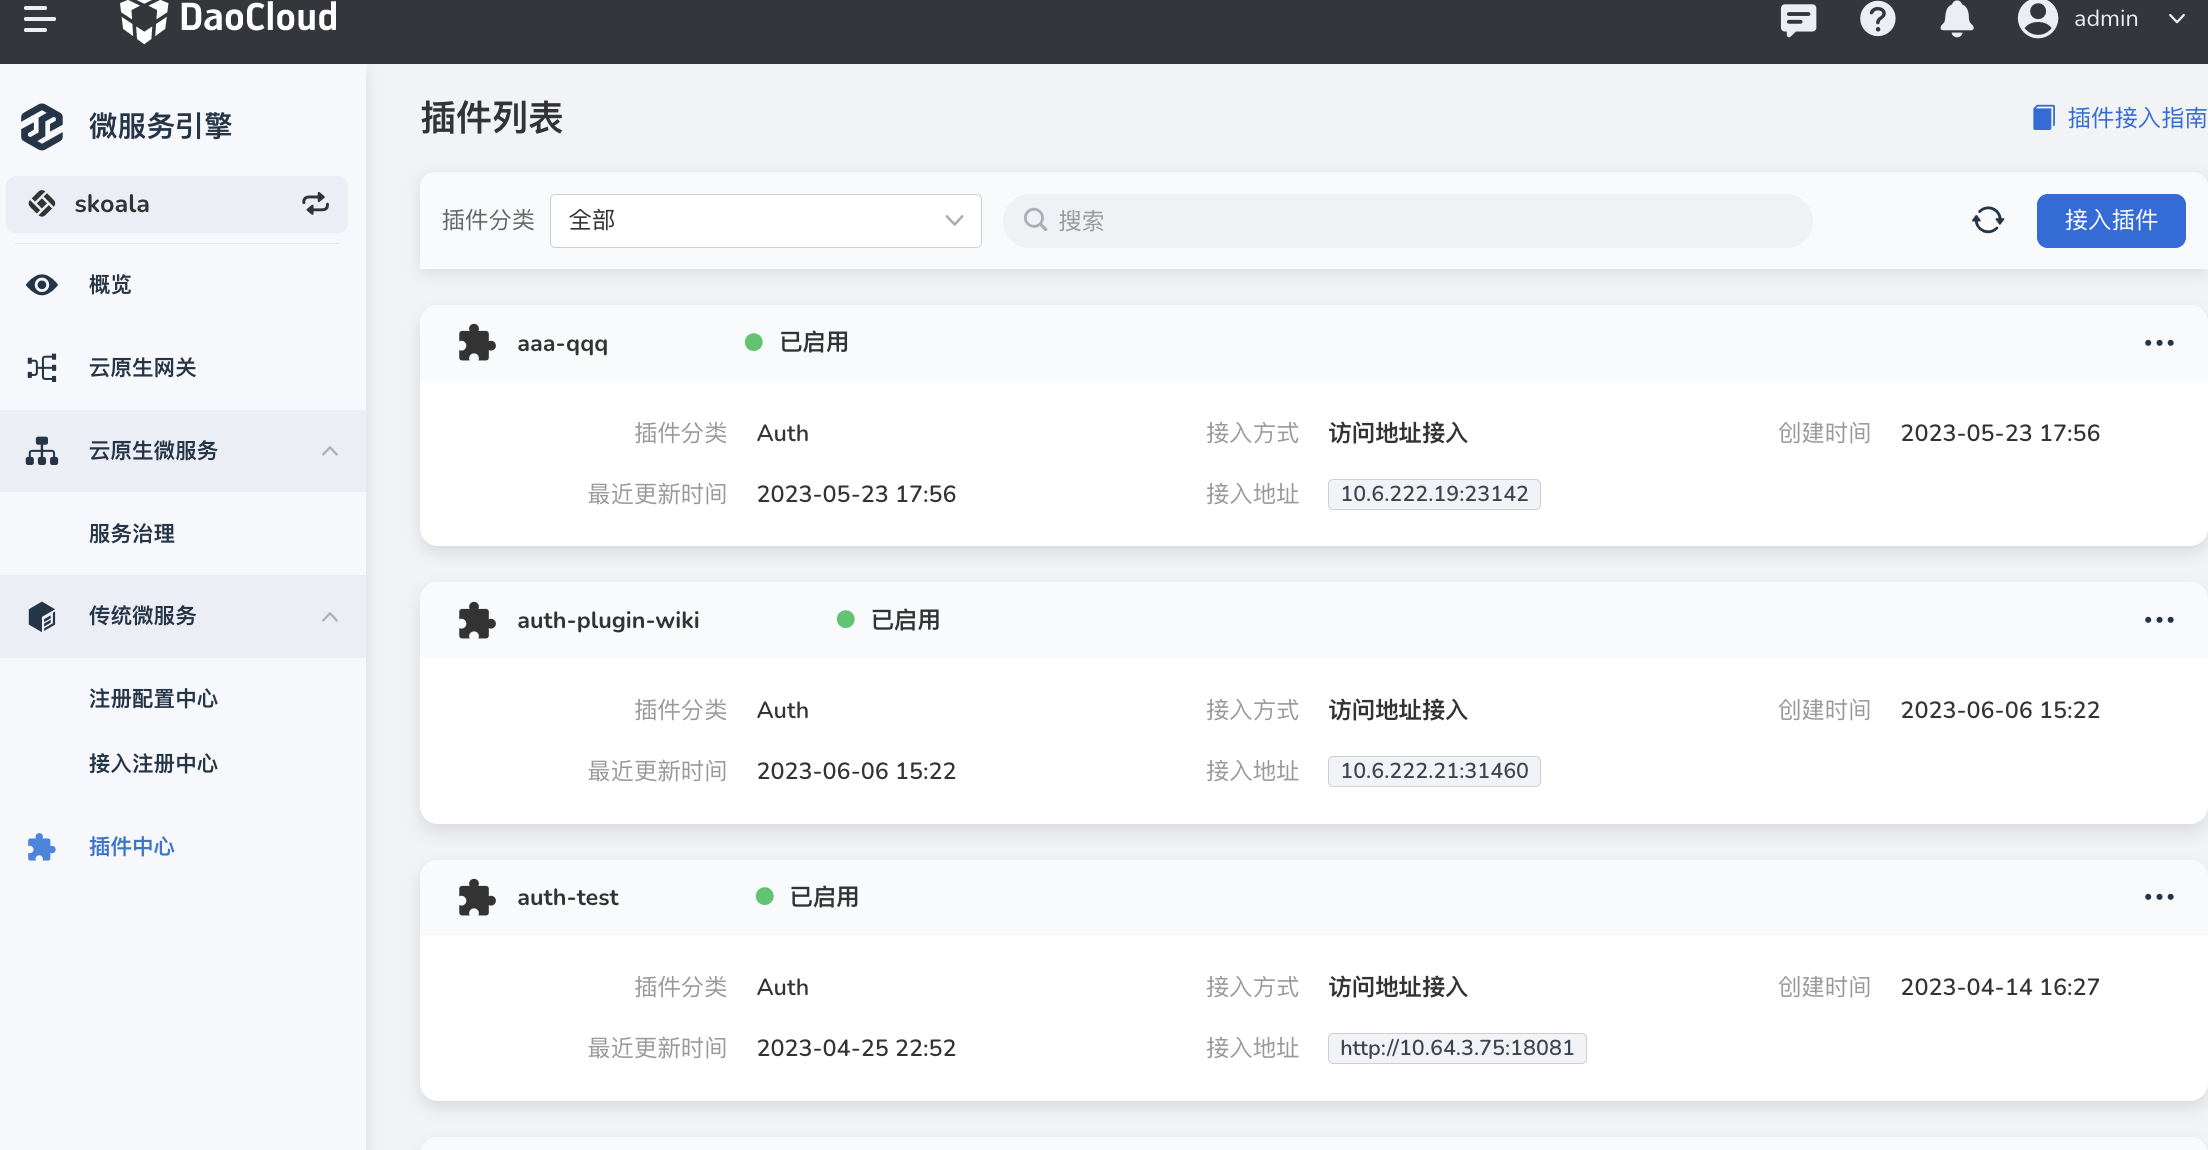 DaoCloud
admin
微服务引擎
skoala
概览
云原生网关
云原生微服务
服务治理
传统微服务
注册配置中心
接入注册中心
插件中心
插件列表
插件接入指南
插件分类 全部 搜索 接入插件
aaa-qqq 已启用
插件分类 Auth 接入方式 访问地址接入 创建时间 2023-05-23 17:56
最近更新时间 2023-05-23 17:56 接入地址 10.6.222.19:23142
auth-plugin-wiki 已启用
插件分类 Auth 接入方式 访问地址接入 创建时间 2023-06-06 15:22
最近更新时间 2023-06-06 15:22 接入地址 10.6.222.21:31460
auth-test 已启用
插件分类 Auth 接入方式 访问地址接入 创建时间 2023-04-14 16:27
最近更新时间 2023-04-25 22:52 接入地址 http://10.64.3.75:18081